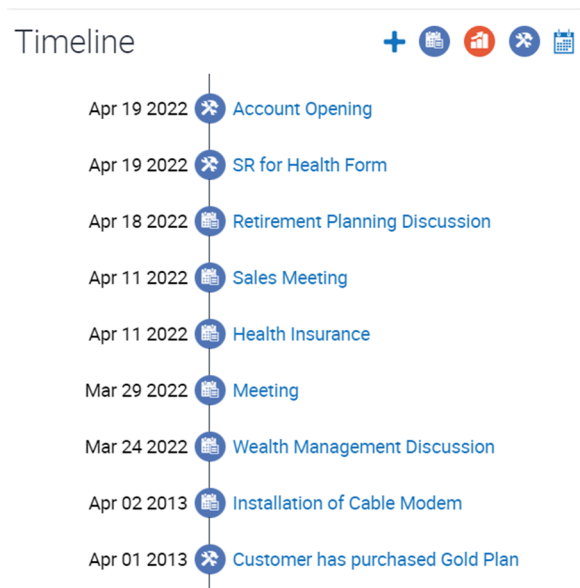 Timeline
Apr 19 2022 Account Opening
Apr 19 2022 SR for Health Form
Apr 18 2022 Retirement Planning Discussion
Apr 11 2022 Sales Meeting
Apr 11 2022 Health Insurance
Mar 29 2022 Meeting
Mar 24 2022 Wealth Management Discussion
Apr 02 2013 Installation of Cable Modem
Apr 01 2013 Customer has purchased Gold Plan